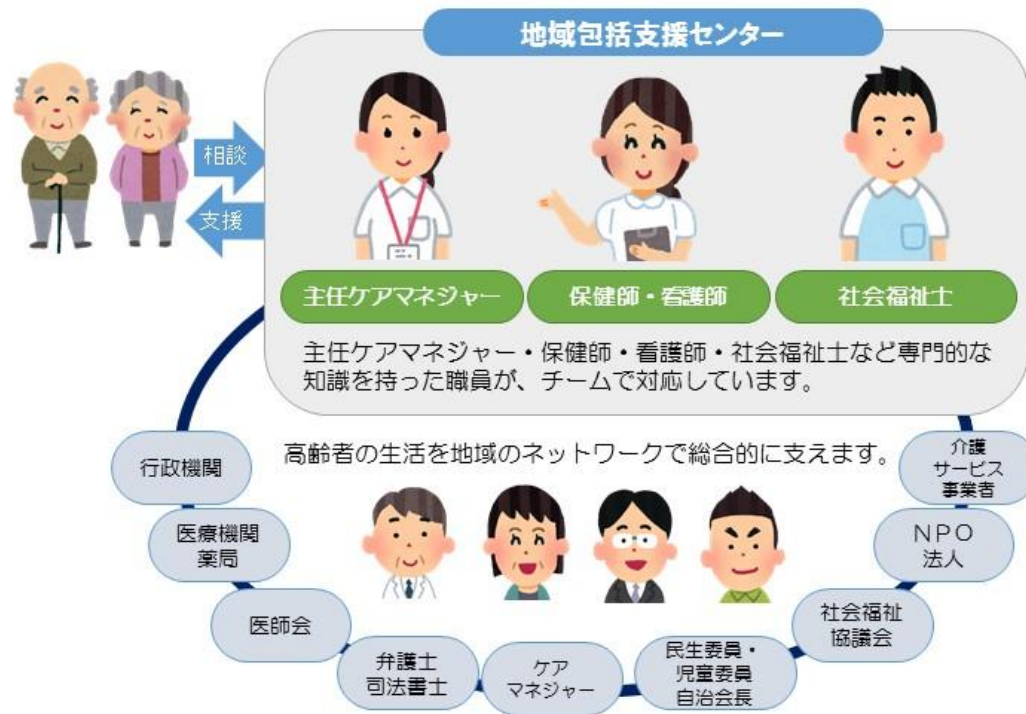 地域包括支援センター
相談
支援
主任ケアマネジャー
保健師・看護師
社会福祉士
主任ケアマネジャー・保健師・看護師・社会福祉士など専門的な
知識を持った職員が、チームで対応しています。
高齢者の生活を地域のネットワークで総合的に支えます。
行政機関
医療機関
薬局
医師会
弁護士
司法書士
ケア
マネジャー
民生委員・
児童委員
自治会長
社会福祉
協議会
NPO
法人
介護
サービス
事業者